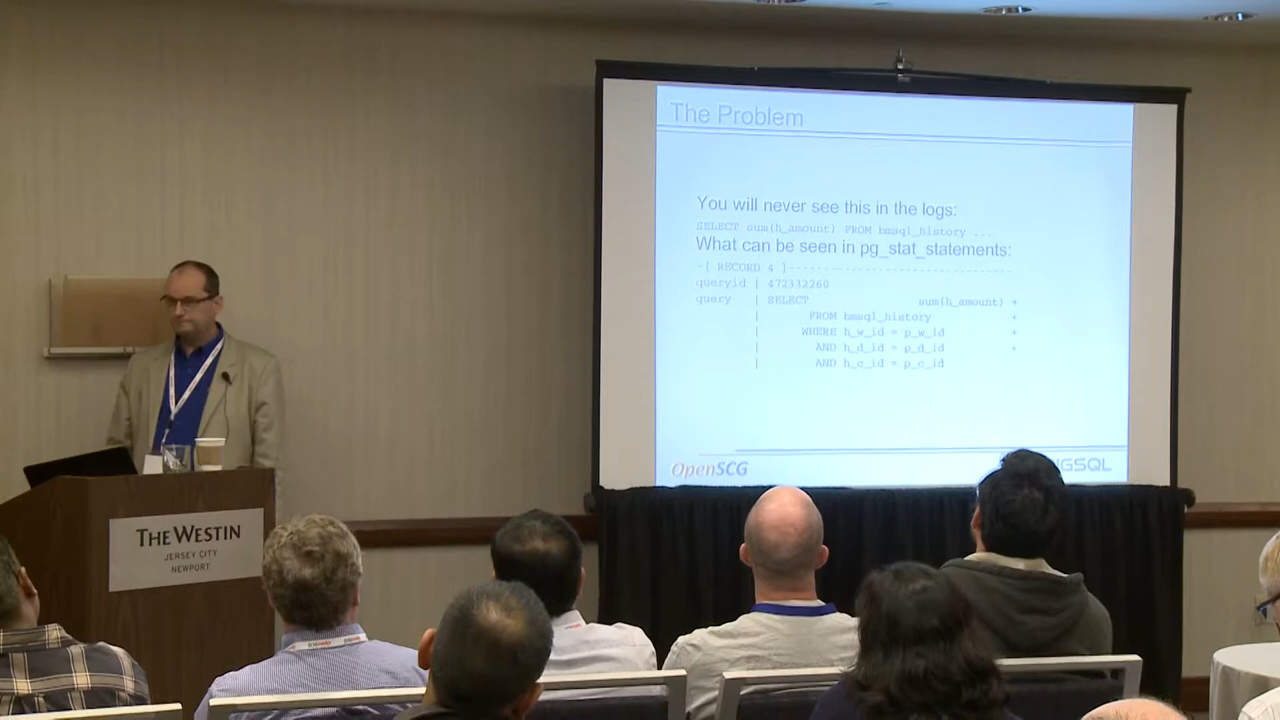 The Problem
You will never see this in the logs:
SELECT sum(h_amount) FROM bmsql_history ...
What can be seen in pg_stat_statements:
-[ RECORD 4 ]--------------------------------
queryid | 472332260
query | SELECT sum(h_amount) +
| FROM bmsql_history +
| WHERE h_w_id = p_w_id +
| AND h_d_id = p_d_id +
| AND h_c_id = p_c_id
OpenSCG
GSQL
THE WESTIN
JERSEY CITY
NEWPORT